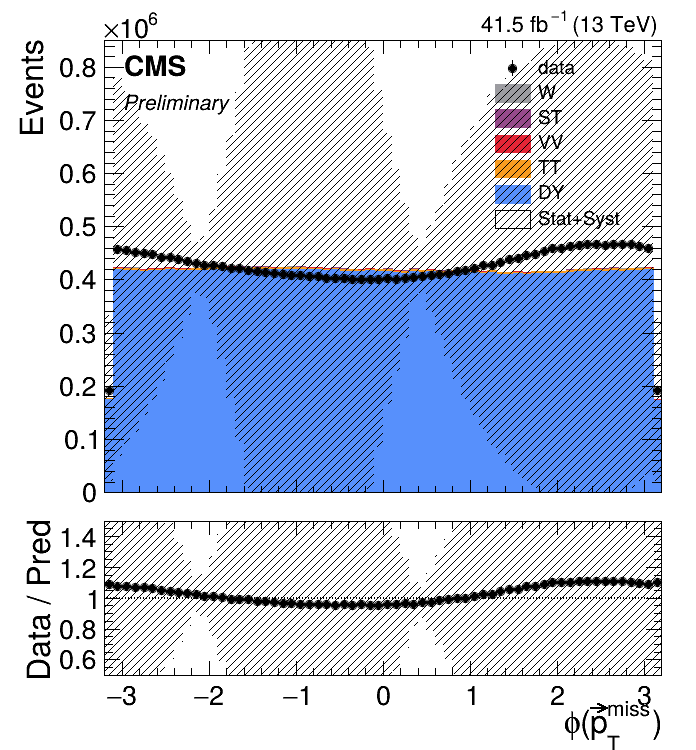 ×10⁶
41.5 fb⁻¹ (13 TeV)
Events
CMS
Preliminary
data
W
ST
VV
TT
DY
Stat+Syst
0.8
0.7
0.6
0.5
0.4
0.3
0.2
0.1
0
Data / Pred
1.4
1.2
1
0.8
0.6
−3 −2 −1 0 1 2 3
ϕ(p⃗ᴛᵐⁱˢˢ)